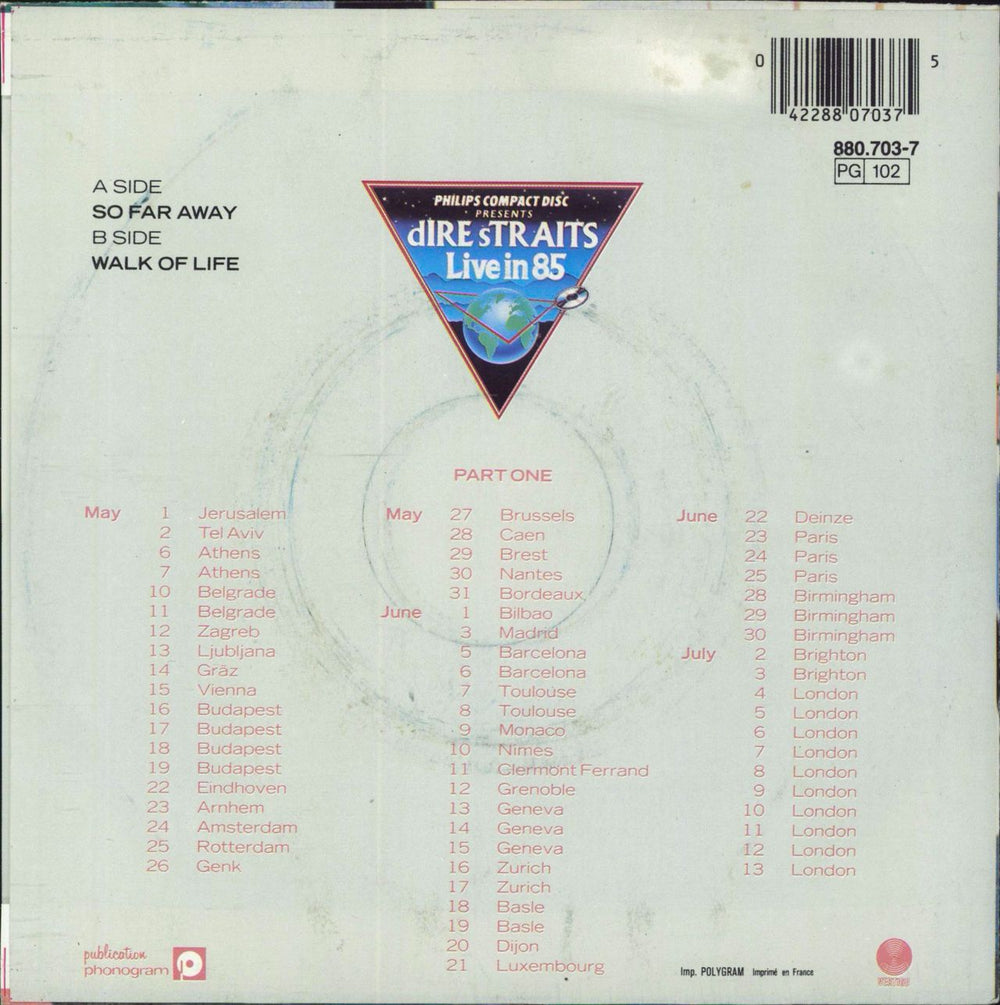 0 42288 07037 5
880.703-7
PG 102
A SIDE
SO FAR AWAY
B SIDE
WALK OF LIFE
PHILIPS COMPACT DISC
PRESENTS
dIRE sTRAITS
Live in 85
PART ONE
May 1 Jerusalem
2 Tel Aviv
6 Athens
7 Athens
10 Belgrade
11 Belgrade
12 Zagreb
13 Ljubljana
14 Gräz
15 Vienna
16 Budapest
17 Budapest
18 Budapest
19 Budapest
22 Eindhoven
23 Arnhem
24 Amsterdam
25 Rotterdam
26 Genk
May 27 Brussels
28 Caen
29 Brest
30 Nantes
31 Bordeaux
June 1 Bilbao
3 Madrid
5 Barcelona
6 Barcelona
7 Toulouse
8 Toulouse
9 Monaco
10 Nimes
11 Clermont Ferrand
12 Grenoble
13 Geneva
14 Geneva
15 Geneva
16 Zurich
17 Zurich
18 Basle
19 Basle
20 Dijon
21 Luxembourg
June 22 Deinze
23 Paris
24 Paris
25 Paris
28 Birmingham
29 Birmingham
30 Birmingham
July 2 Brighton
3 Brighton
4 London
5 London
6 London
7 London
8 London
9 London
10 London
11 London
12 London
13 London
publication
phonogram
Imp. POLYGRAM Imprimé en France
VERTIGO